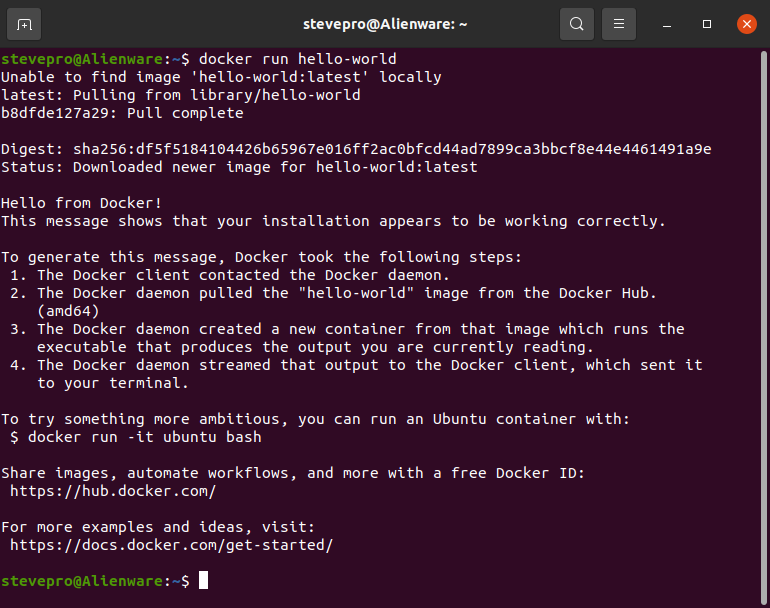 stevepro@Alienware: ~
stevepro@Alienware:~$ docker run hello-world
Unable to find image 'hello-world:latest' locally
latest: Pulling from library/hello-world
b8dfde127a29: Pull complete
Digest: sha256:df5f5184104426b65967e016ff2ac0bfcd44ad7899ca3bbcf8e44e4461491a9e
Status: Downloaded newer image for hello-world:latest
Hello from Docker!
This message shows that your installation appears to be working correctly.
To generate this message, Docker took the following steps:
 1. The Docker client contacted the Docker daemon.
 2. The Docker daemon pulled the "hello-world" image from the Docker Hub.
    (amd64)
 3. The Docker daemon created a new container from that image which runs the
    executable that produces the output you are currently reading.
 4. The Docker daemon streamed that output to the Docker client, which sent it
    to your terminal.
To try something more ambitious, you can run an Ubuntu container with:
 $ docker run -it ubuntu bash
Share images, automate workflows, and more with a free Docker ID:
 https://hub.docker.com/
For more examples and ideas, visit:
 https://docs.docker.com/get-started/
stevepro@Alienware:~$